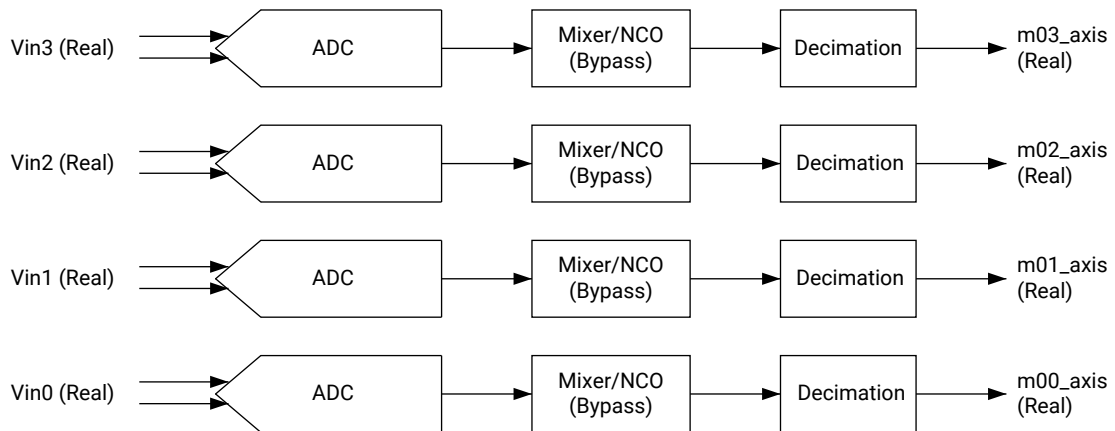 Vin3 (Real)
ADC
Mixer/NCO
(Bypass)
Decimation
m03_axis
(Real)
Vin2 (Real)
ADC
Mixer/NCO
(Bypass)
Decimation
m02_axis
(Real)
Vin1 (Real)
ADC
Mixer/NCO
(Bypass)
Decimation
m01_axis
(Real)
Vin0 (Real)
ADC
Mixer/NCO
(Bypass)
Decimation
m00_axis
(Real)